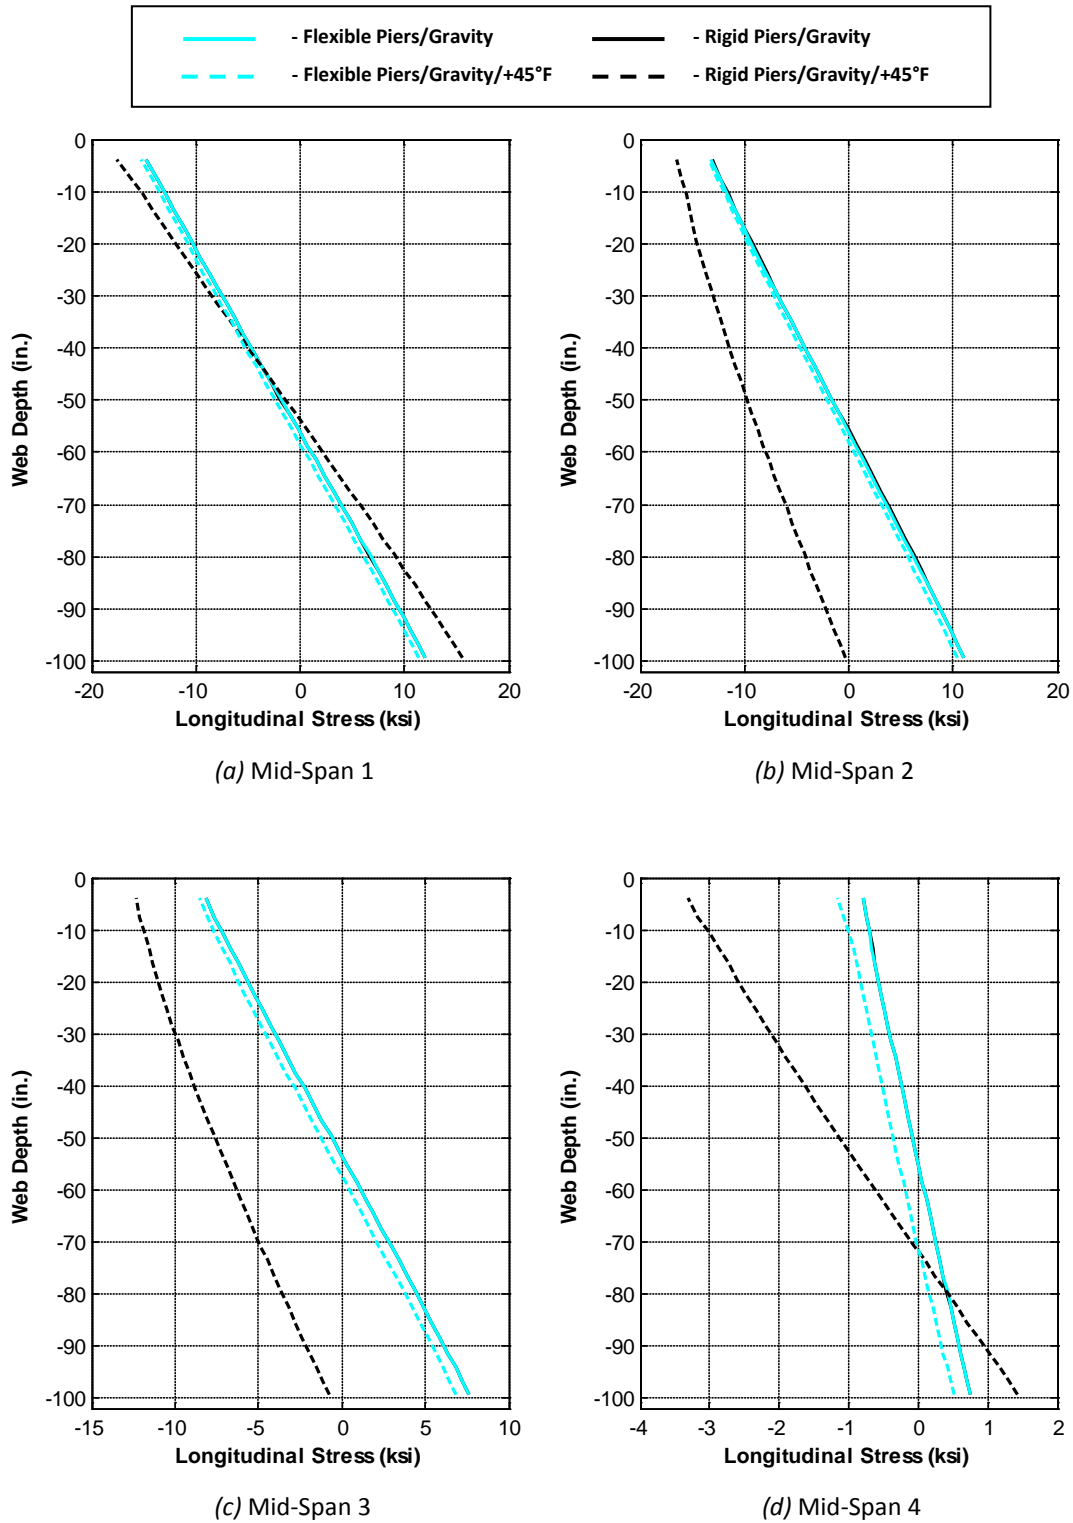 - Flexible Piers/Gravity - Rigid Piers/Gravity
- Flexible Piers/Gravity/+45°F - Rigid Piers/Gravity/+45°F
0
-10
-20
-30
-40
-50
-60
-70
-80
-90
-100
Web Depth (in.)
-20 -10 0 10 20
Longitudinal Stress (ksi)
(a) Mid-Span 1
0
-10
-20
-30
-40
-50
-60
-70
-80
-90
-100
Web Depth (in.)
-20 -10 0 10 20
Longitudinal Stress (ksi)
(b) Mid-Span 2
0
-10
-20
-30
-40
-50
-60
-70
-80
-90
-100
Web Depth (in.)
-15 -10 -5 0 5 10
Longitudinal Stress (ksi)
(c) Mid-Span 3
0
-10
-20
-30
-40
-50
-60
-70
-80
-90
-100
Web Depth (in.)
-4 -3 -2 -1 0 1 2
Longitudinal Stress (ksi)
(d) Mid-Span 4